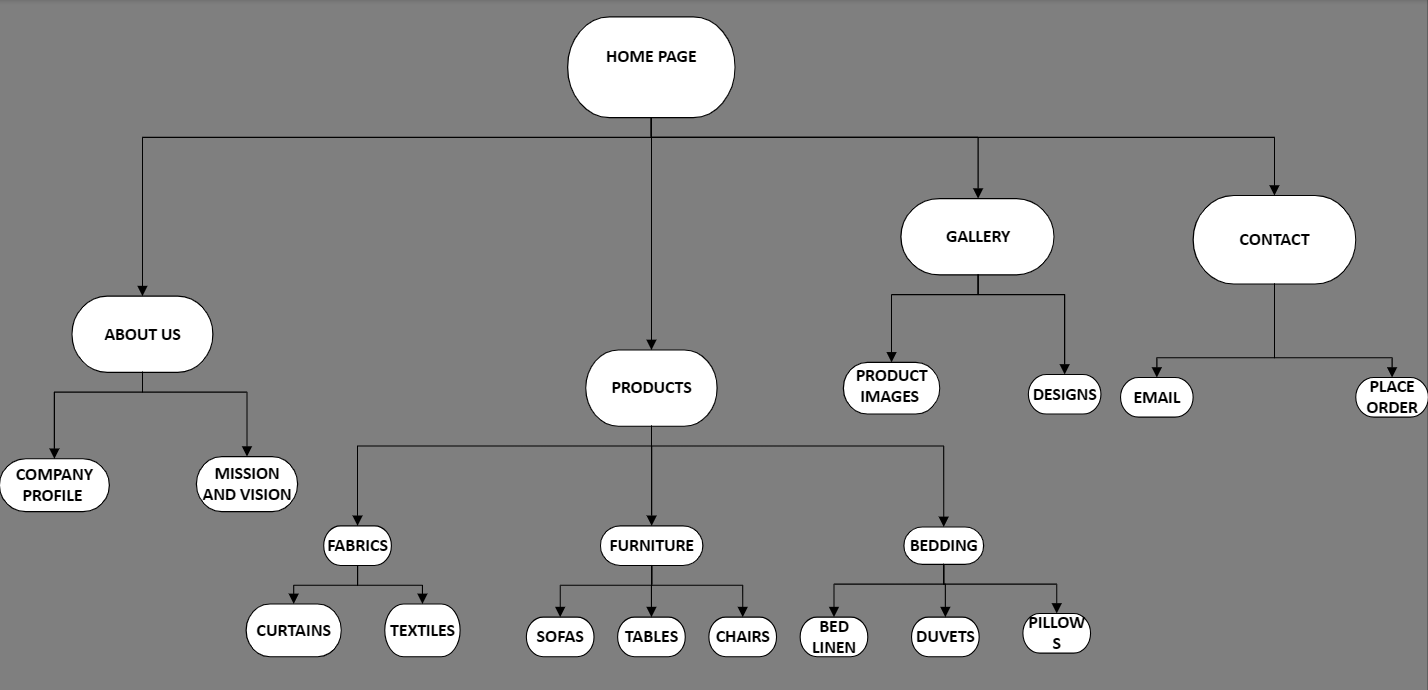 HOME PAGE
GALLERY
CONTACT
ABOUT US
PRODUCTS
PRODUCT
IMAGES
DESIGNS
EMAIL
PLACE
ORDER
COMPANY
PROFILE
MISSION
AND VISION
FABRICS
FURNITURE
BEDDING
CURTAINS
TEXTILES
SOFAS
TABLES
CHAIRS
BED
LINEN
DUVETS
PILLOW
S